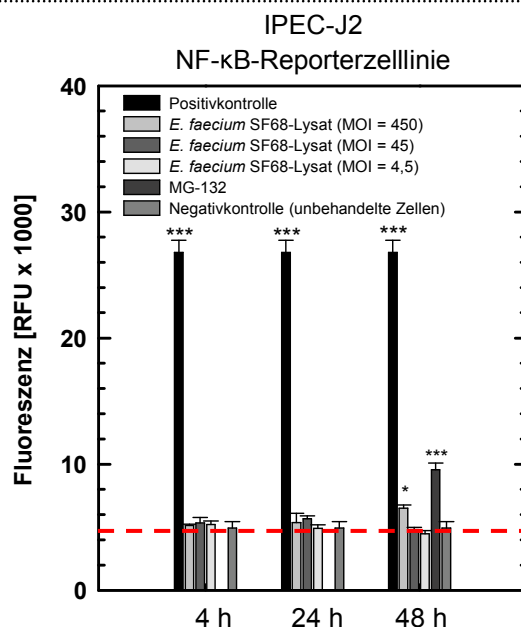 IPEC-J2
NF-κB-Reporterzelllinie
40
Positivkontrolle
E. faecium SF68-Lysat (MOI = 450)
E. faecium SF68-Lysat (MOI = 45)
E. faecium SF68-Lysat (MOI = 4,5)
MG-132
Negativkontrolle (unbehandelte Zellen)
Fluoreszenz [RFU x 1000]
30
***
***
***
20
10
***
*
0
4 h 24 h 48 h